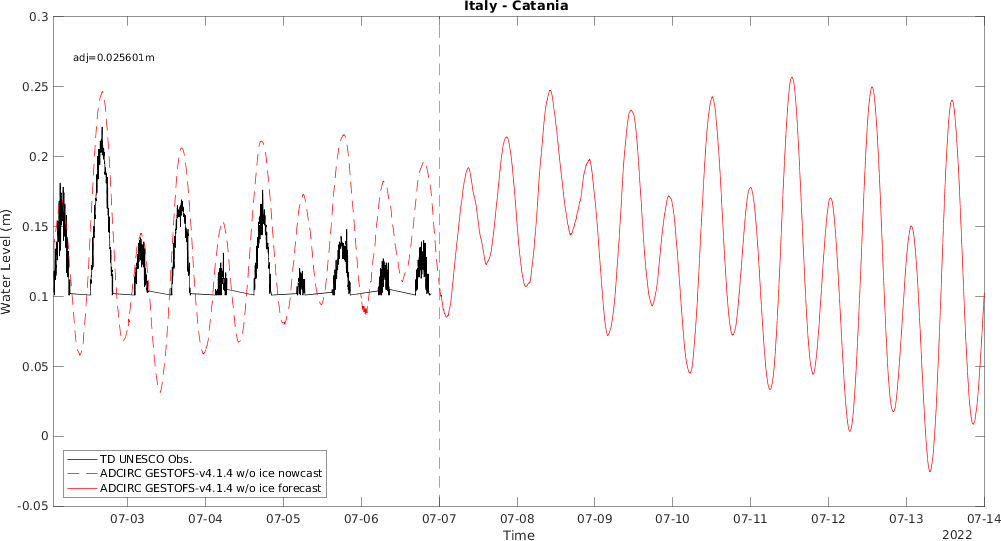 Italy - Catania
adj=0.025601m
0.3
0.25
0.2
0.15
0.1
0.05
0
-0.05
Water Level (m)
TD UNESCO Obs.
ADCIRC GESTOFS-v4.1.4 w/o ice nowcast
ADCIRC GESTOFS-v4.1.4 w/o ice forecast
07-03 07-04 07-05 07-06 07-07 07-08 07-09 07-10 07-11 07-12 07-13 07-14
Time
2022